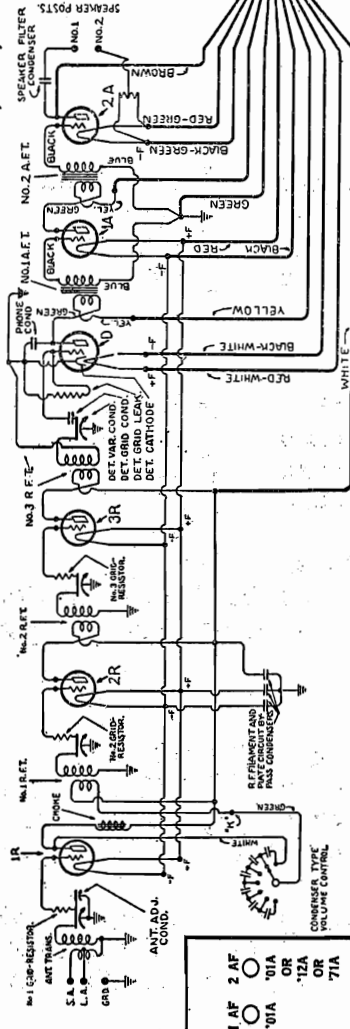 SPEAKER POSTS.
SPEAKER FILTER
CONDENSER
NO.1
NO.2
BROWN
BLACK
2A
RED-GREEN
BLACK-GREEN
-F
BLUE
NO.2 A.F.T.
GREEN
YEL.
GREEN
BLACK
1A
+F
RED
BLACK
-F
NO.1 A.F.T.
BLUE
PHONE
COND
GREEN
YEL
YELLOW
D
-F
+F
BLACK-WHITE
RED-WHITE
WHITE
DET. VAR. COND.
DET. GRID COND.
DET. GRID LEAK
DET. CATHODE
No.3 R.F.T.
3R
-F
+F
No.3 GRID-
RESISTOR.
No.2 R.F.T.
2R
-F
+F
No.2 GRID-
RESISTOR.
No.1 R.F.T.
R.F. FILAMENT AND
PLATE CIRCUIT BY-
PASS CONDENSERS
CHOKE
1R
WHITE
"K"
GREEN
-F
+F
CONDENSER TYPE
VOLUME CONTROL
No 1 GRID-RESISTOR
ANT TRANS.
S.A.
L.A.
GRD
ANT. ADJ.
COND.
1 AF
'01A
2 AF
'01A
OR
'12A
OR
'71A